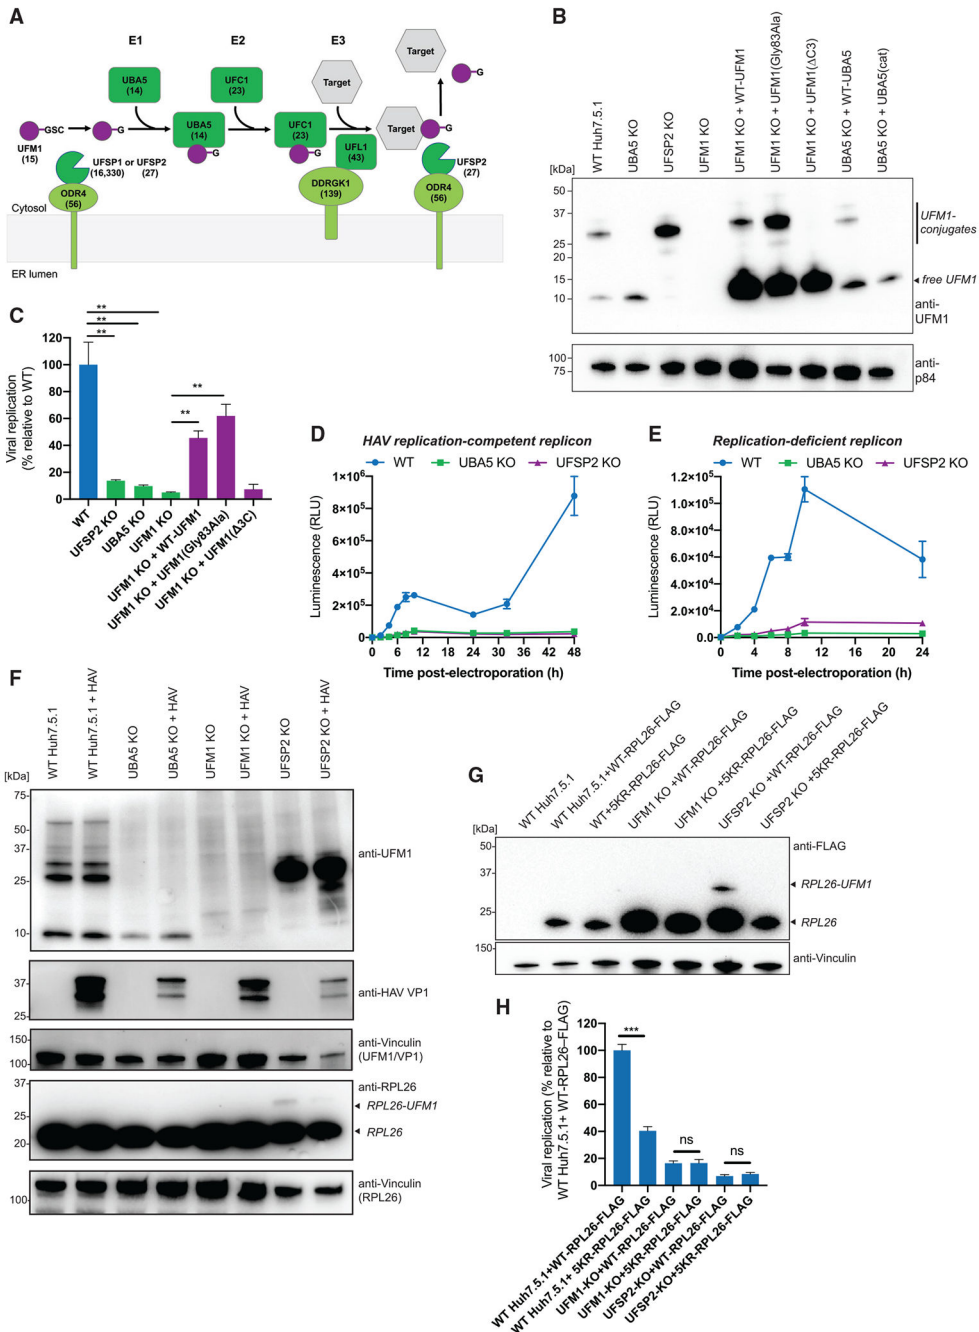 A
E1
E2
E3
Target
UBA5
(14)
UFC1
(23)
Target
G
GSC
G
UFM1
(15)
UBA5
(14)
G
UFC1
(23)
G
UFL1
(43)
Target
G
UFSP1 or UFSP2
(16,330) (27)
ODR4
(56)
DDRGK1
(139)
UFSP2
(27)
ODR4
(56)
Cytosol
ER lumen
B
WT Huh7.5.1
UBA5 KO
UFSP2 KO
UFM1 KO
UFM1 KO + WT-UFM1
UFM1 KO + UFM1(Gly83Ala)
UFM1 KO + UFM1(ΔC3)
UBA5 KO + WT-UBA5
UBA5 KO + UBA5(cat)
[kDa]
50
37
25
20
15
10
UFM1-
conjugates
free UFM1
anti-
UFM1
100
75
anti-
p84
C
Viral replication
(% relative to WT)
120
100
80
60
40
20
0
**
**
**
**
**
WT
UFSP2 KO
UBA5 KO
UFM1 KO
UFM1 KO + WT-UFM1
UFM1 KO + UFM1(Gly83Ala)
UFM1 KO + UFM1(Δ3C)
D
HAV replication-competent replicon
WT UBA5 KO UFSP2 KO
Luminescence (RLU)
1×10⁶
8×10⁵
6×10⁵
4×10⁵
2×10⁵
0
0 8 16 24 32 40 48
Time post-electroporation (h)
E
Replication-deficient replicon
WT UBA5 KO UFSP2 KO
Luminescence (RLU)
1.2×10⁵
1.0×10⁵
8.0×10⁴
6.0×10⁴
4.0×10⁴
2.0×10⁴
0.0
0 4 8 12 16 20 24
Time post-electroporation (h)
F
WT Huh7.5.1
WT Huh7.5.1 + HAV
UBA5 KO
UBA5 KO + HAV
UFM1 KO
UFM1 KO + HAV
UFSP2 KO
UFSP2 KO + HAV
[kDa]
75
50
37
25
10
anti-UFM1
37
25
anti-HAV VP1
150
100
anti-Vinculin
(UFM1/VP1)
37
25
20
anti-RPL26
RPL26-UFM1
RPL26
100
anti-Vinculin
(RPL26)
G
WT Huh7.5.1
WT Huh7.5.1+WT-RPL26-FLAG
WT+5KR-RPL26-FLAG
UFM1 KO +WT-RPL26-FLAG
UFM1 KO +5KR-RPL26-FLAG
UFSP2 KO +WT-RPL26-FLAG
UFSP2 KO +5KR-RPL26-FLAG
[kDa]
50
37
25
anti-FLAG
RPL26-UFM1
RPL26
150
anti-Vinculin
H
Viral replication (% relative to
WT Huh7.5.1+ WT-RPL26–FLAG)
120
100
80
60
40
20
0
***
ns
ns
WT Huh7.5.1+WT-RPL26-FLAG
WT Huh7.5.1+ 5KR-RPL26-FLAG
UFM1-KO+WT-RPL26-FLAG
UFM1-KO+5KR-RPL26-FLAG
UFSP2-KO+WT-RPL26-FLAG
UFSP2-KO+5KR-RPL26-FLAG